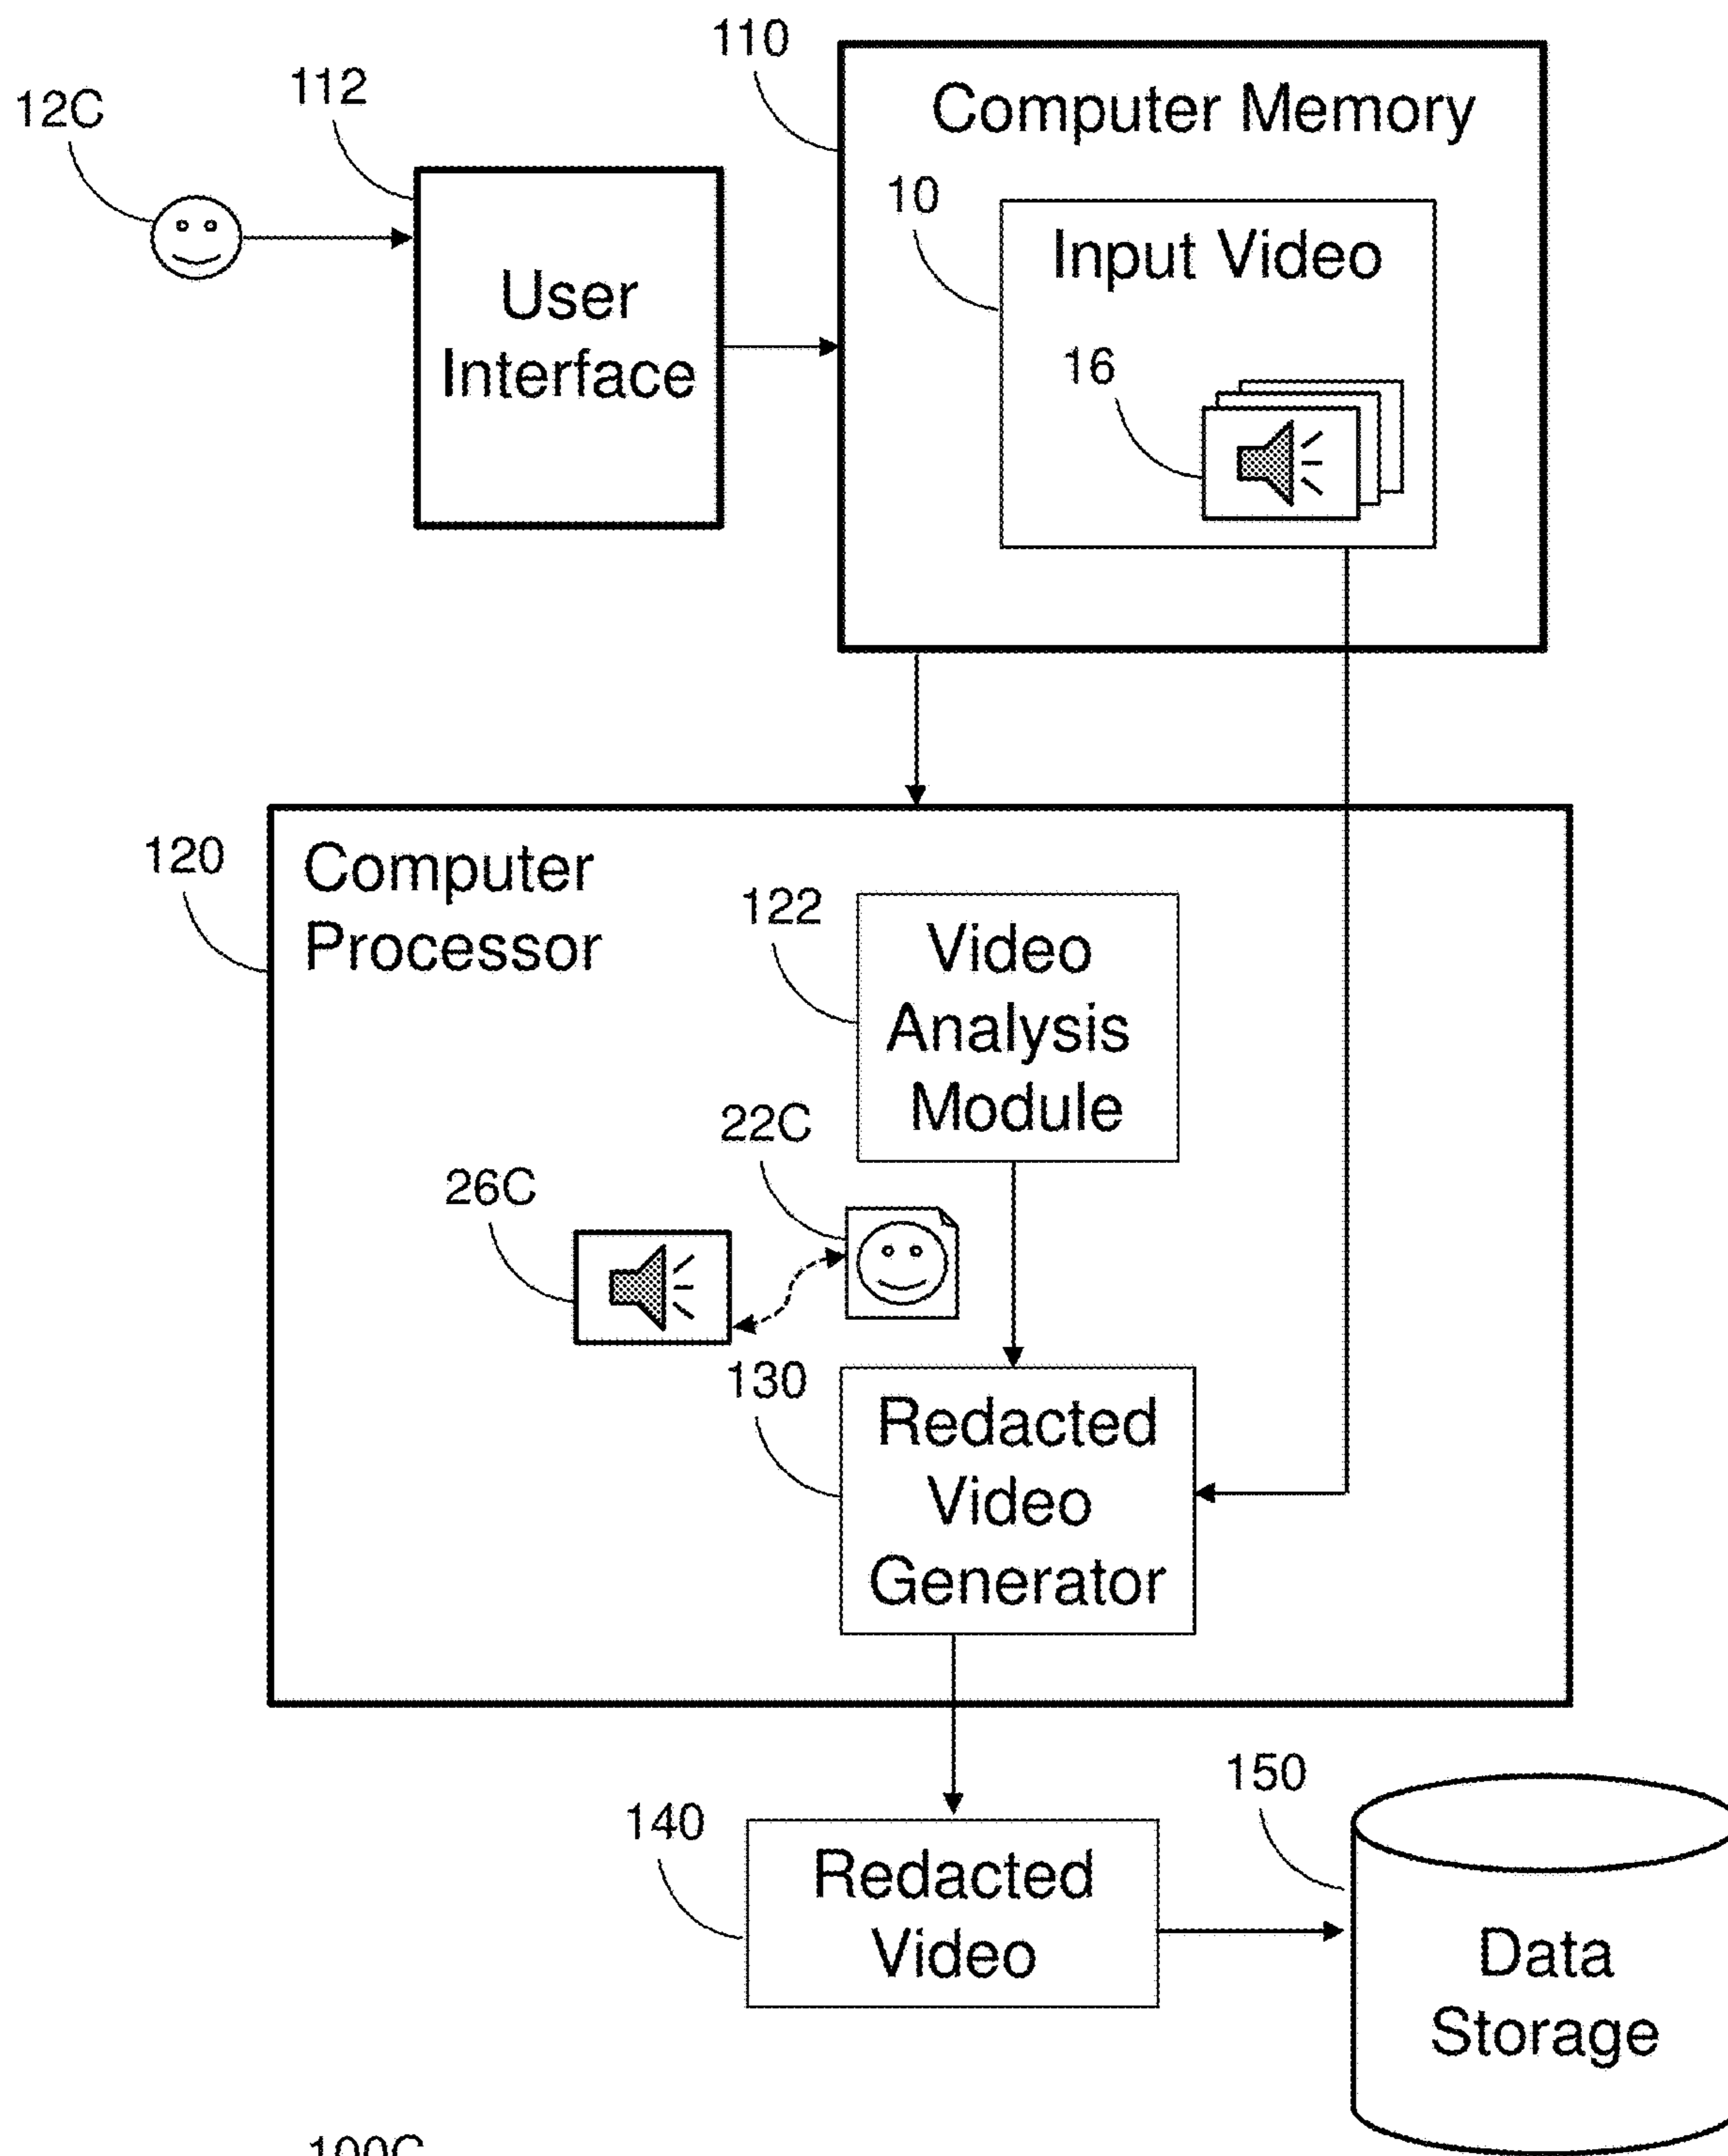 110
112
12C
Computer Memory
10
Input Video
User
Interface
16
120
Computer
Processor
122
Video
Analysis
Module
22C
26C
130
Redacted
Video
Generator
150
140
Redacted
Video
Data
Storage
100C